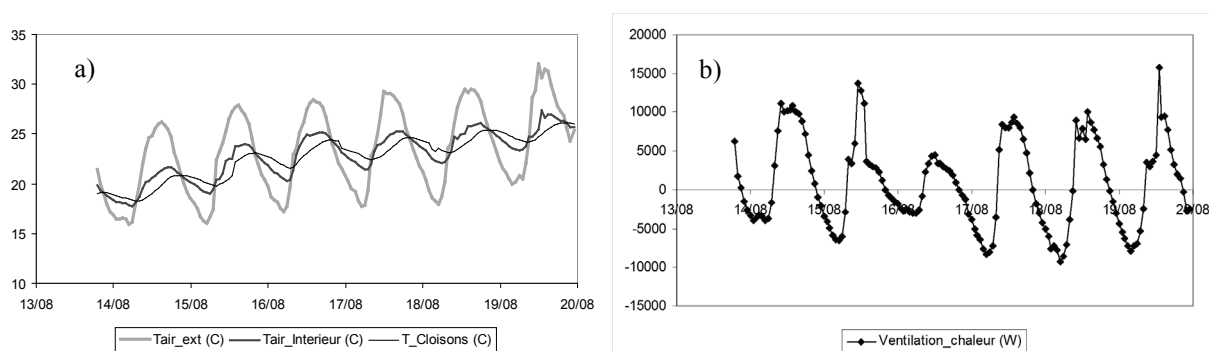 a)
35
30
25
20
15
10
13/08 14/08 15/08 16/08 17/08 18/08 19/08 20/08
Tair_ext (C) Tair_Interieur (C) T_Cloisons (C)
b)
20000
15000
10000
5000
0
-5000
-10000
-15000
13/08 14/08 15/08 16/08 17/08 18/08 19/08 20/08
Ventilation_chaleur (W)